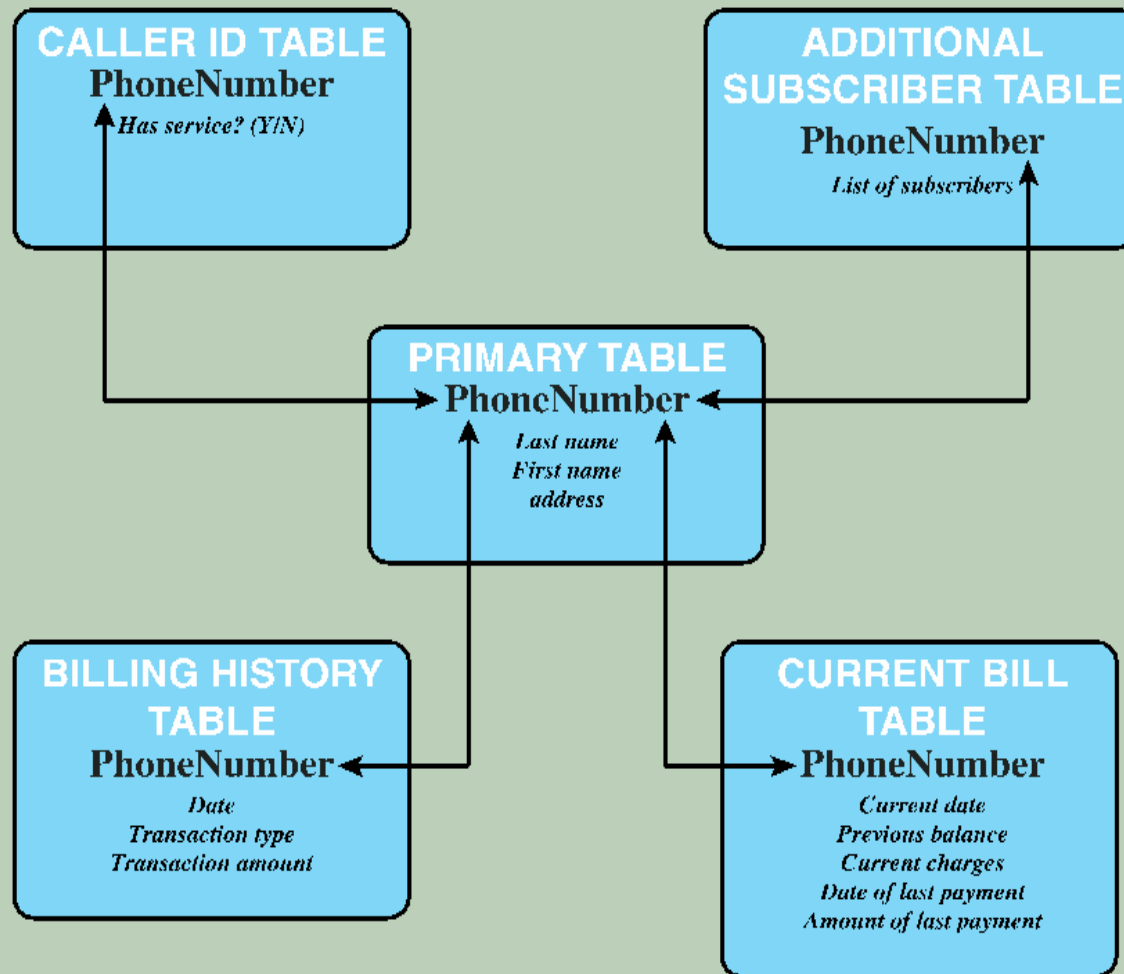 CALLER ID TABLE
PhoneNumber
Has service? (Y/N)
ADDITIONAL
SUBSCRIBER TABLE
PhoneNumber
List of subscribers
PRIMARY TABLE
PhoneNumber
Last name
First name
address
BILLING HISTORY
TABLE
PhoneNumber
Date
Transaction type
Transaction amount
CURRENT BILL
TABLE
PhoneNumber
Current date
Previous balance
Current charges
Date of last payment
Amount of last payment